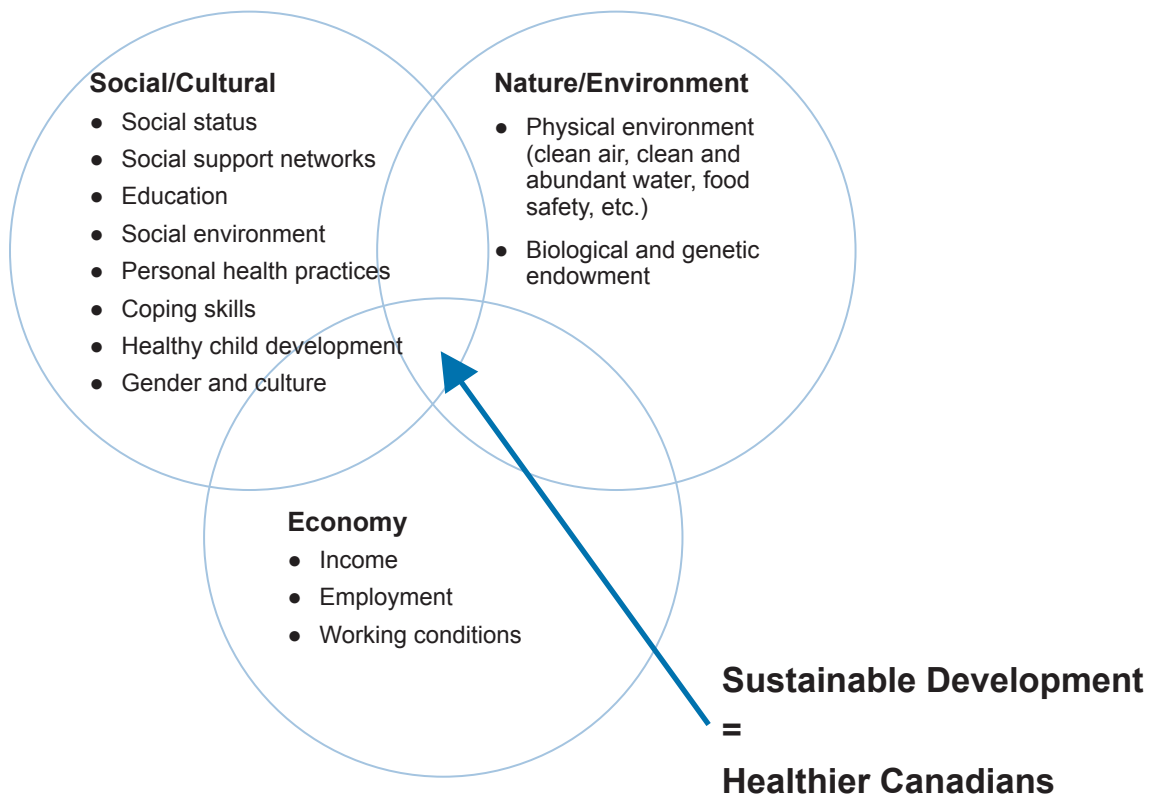 Social/Cultural
● Social status
● Social support networks
● Education
● Social environment
● Personal health practices
● Coping skills
● Healthy child development
● Gender and culture
Nature/Environment
● Physical environment
(clean air, clean and
abundant water, food
safety, etc.)
● Biological and genetic
endowment
Economy
● Income
● Employment
● Working conditions
Sustainable Development
=
Healthier Canadians